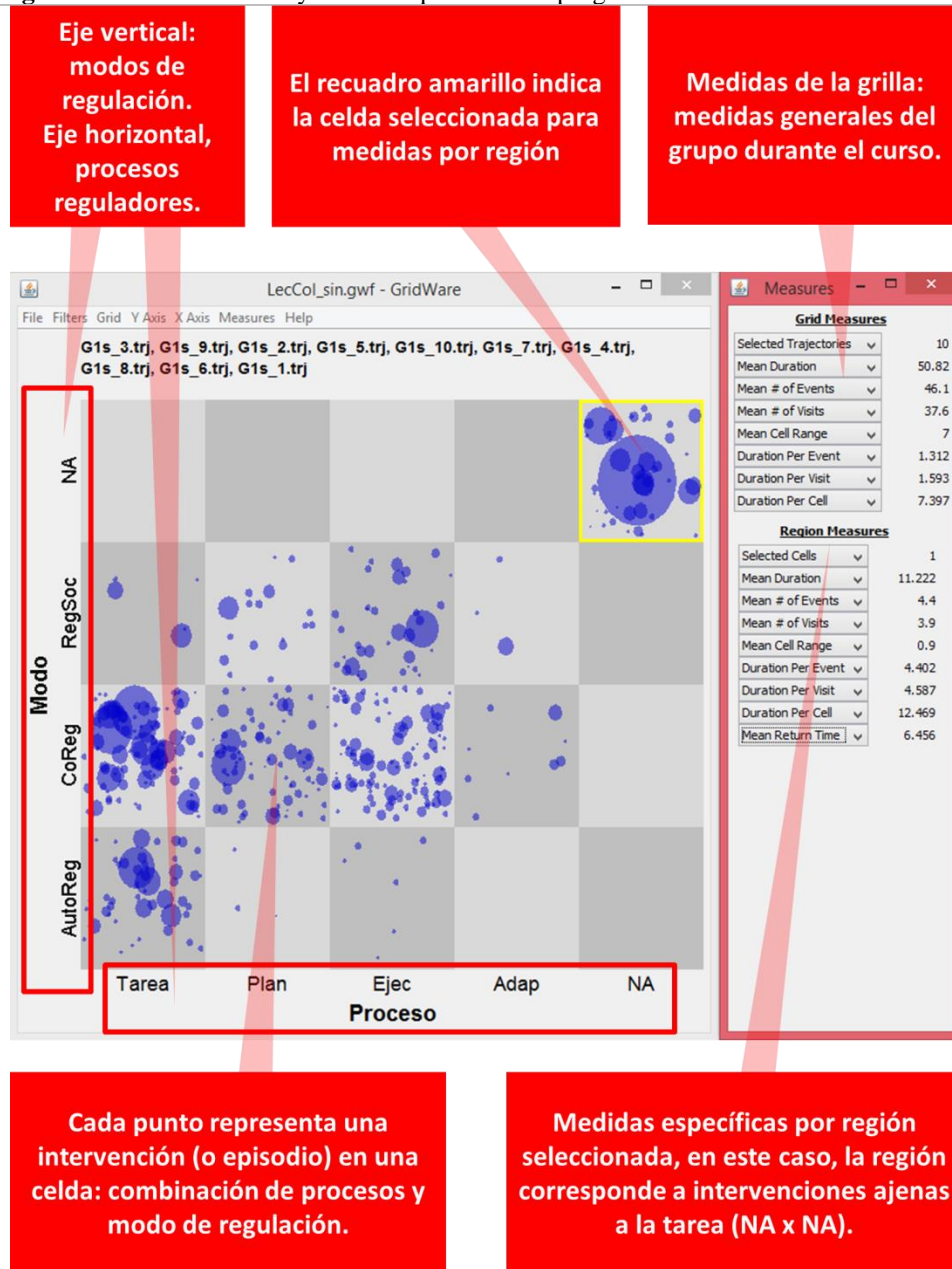 Eje vertical:
modos de
regulación.
Eje horizontal,
procesos
reguladores.
El recuadro amarillo indica
la celda seleccionada para
medidas por región
Medidas de la grilla:
medidas generales del
grupo durante el curso.
LecCol_sin.gwf - GridWare
File Filters Grid Y Axis X Axis Measures Help
G1s_3.trj, G1s_9.trj, G1s_2.trj, G1s_5.trj, G1s_10.trj, G1s_7.trj, G1s_4.trj,
G1s_8.trj, G1s_6.trj, G1s_1.trj
Modo
NA
RegSoc
CoReg
AutoReg
Tarea Plan Ejec Adap NA
Proceso
Measures
Grid Measures
Selected Trajectories 10
Mean Duration 50.82
Mean # of Events 46.1
Mean # of Visits 37.6
Mean Cell Range 7
Duration Per Event 1.312
Duration Per Visit 1.593
Duration Per Cell 7.397
Region Measures
Selected Cells 1
Mean Duration 11.222
Mean # of Events 4.4
Mean # of Visits 3.9
Mean Cell Range 0.9
Duration Per Event 4.402
Duration Per Visit 4.587
Duration Per Cell 12.469
Mean Return Time 6.456
Cada punto representa una
intervención (o episodio) en una
celda: combinación de procesos y
modo de regulación.
Medidas específicas por región
seleccionada, en este caso, la región
corresponde a intervenciones ajenas
a la tarea (NA x NA).